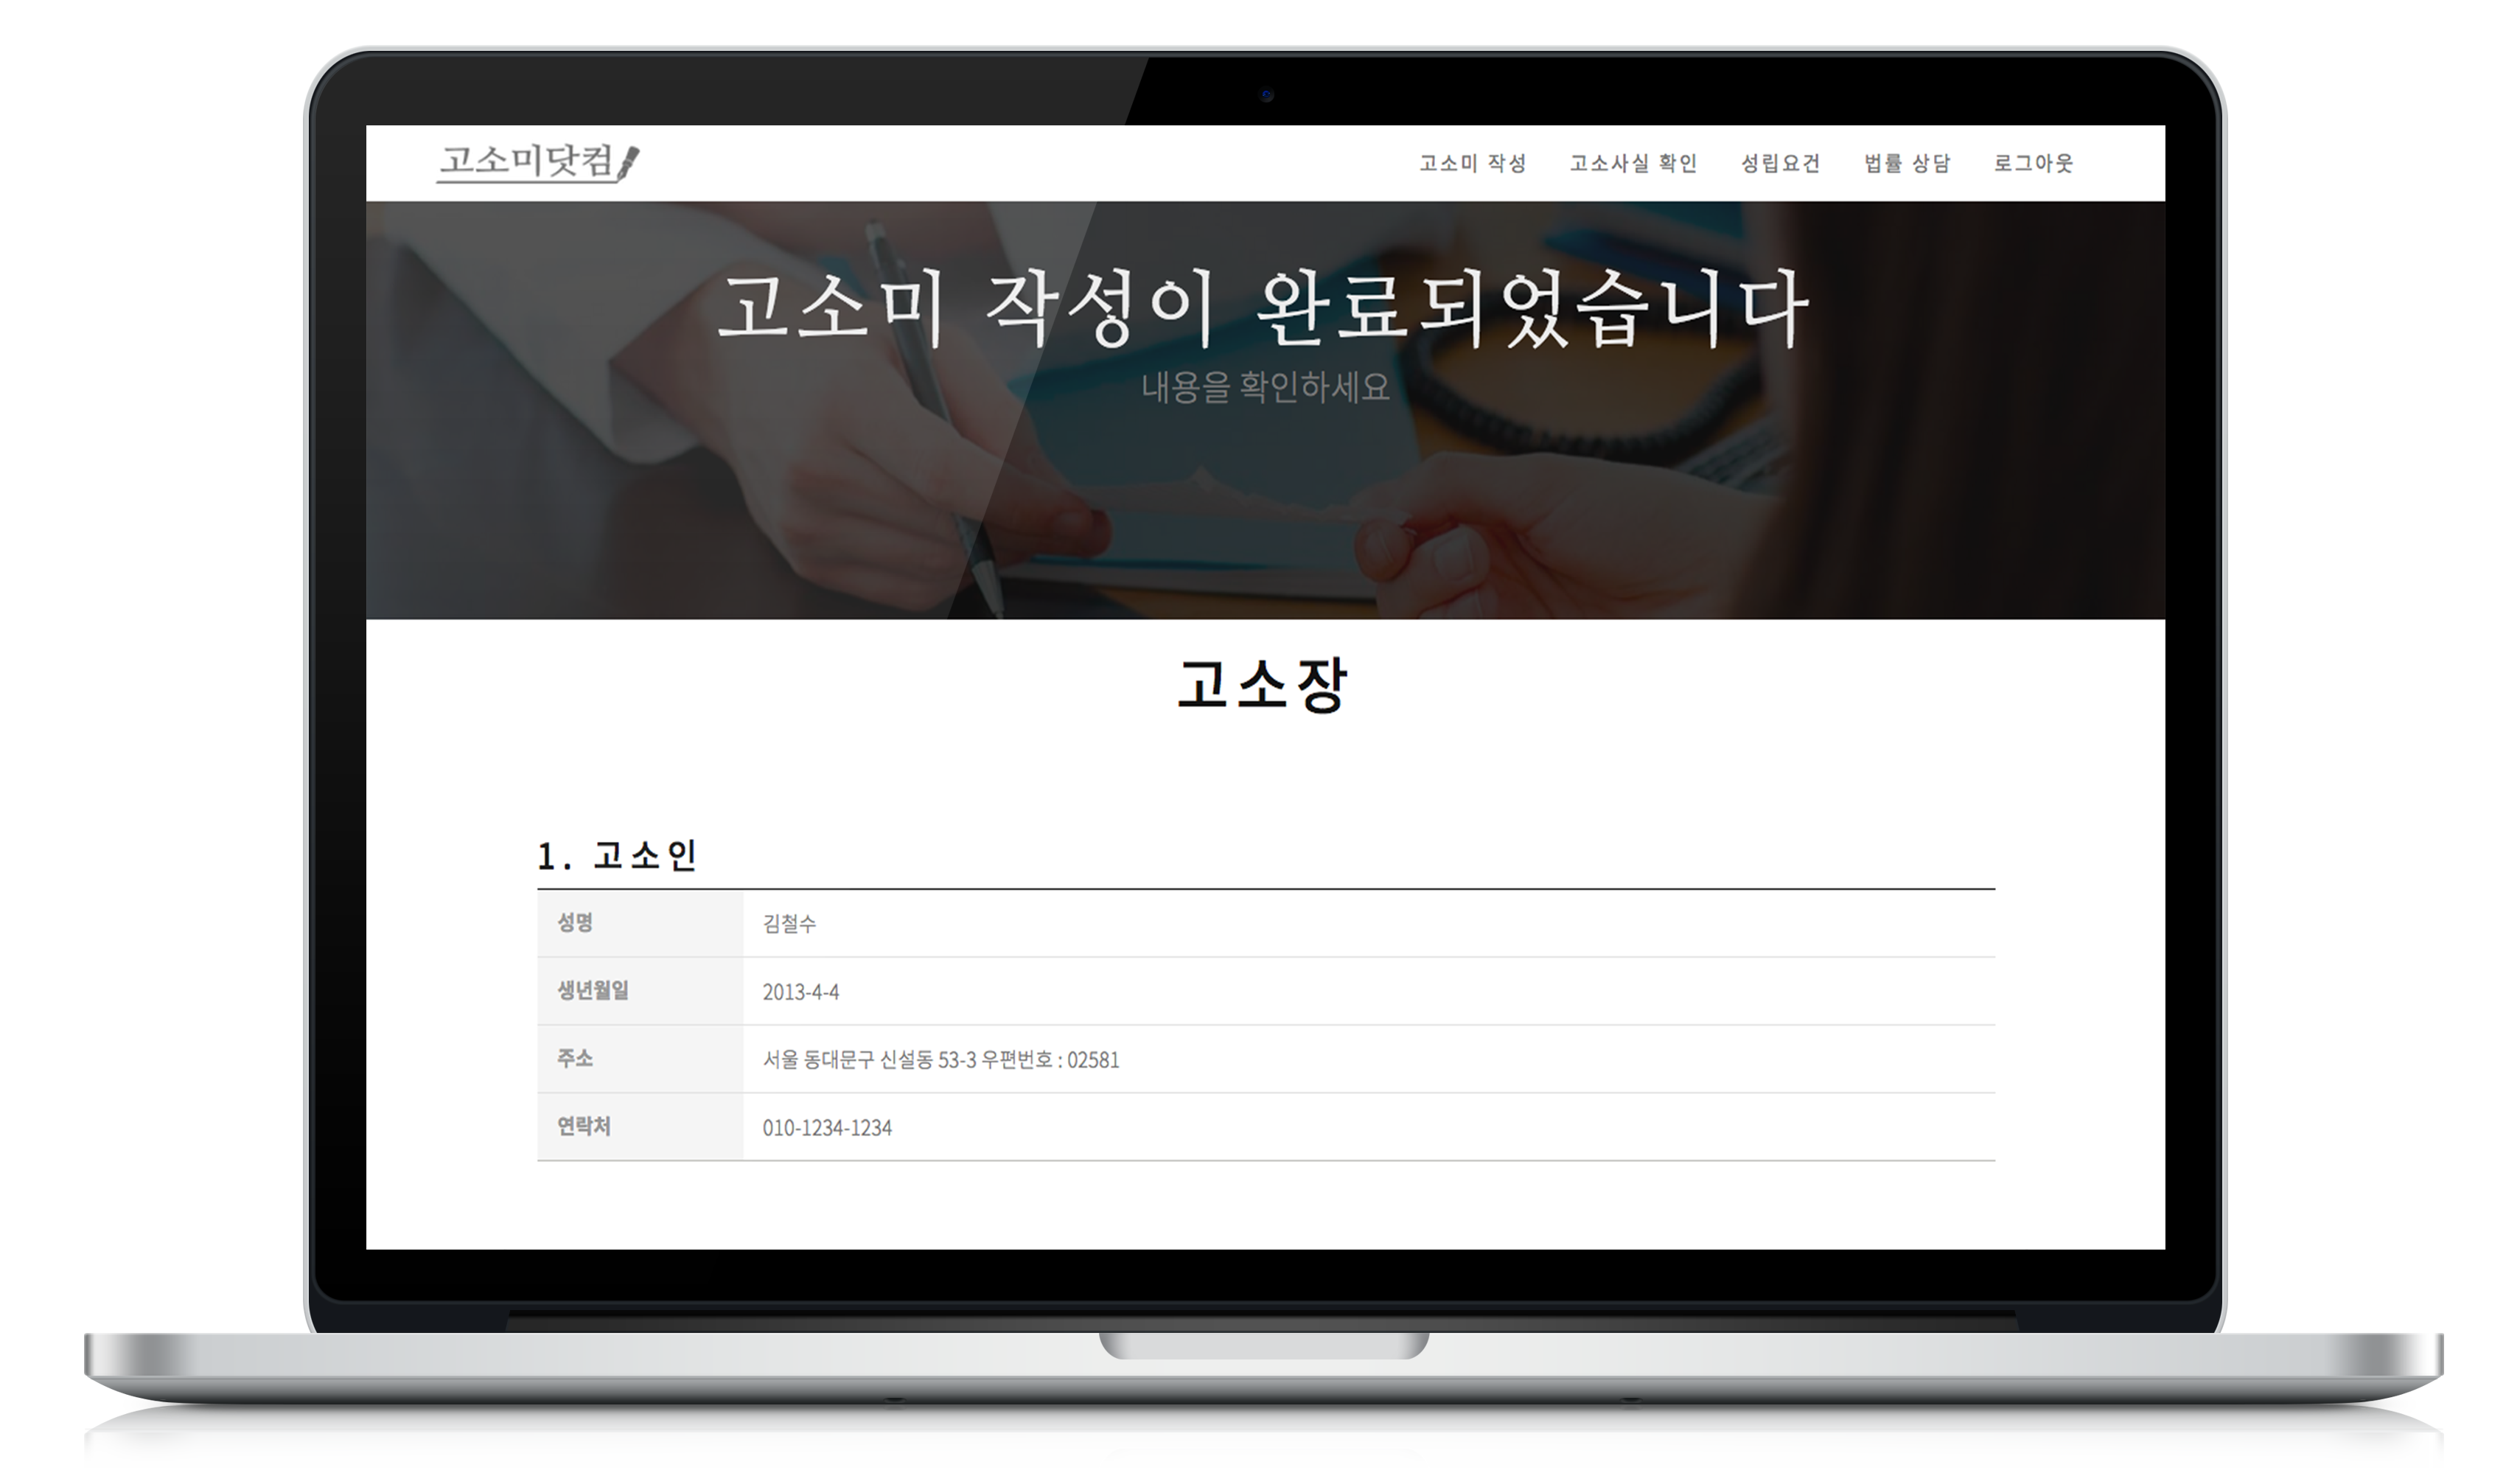 고소미닷컴
고소미 작성 고소사실 확인 성립요건 법률 상담 로그아웃
고소미 작성이 완료되었습니다
내용을 확인하세요
고소장
1. 고소인
성명 김철수
생년월일 2013-4-4
주소 서울 동대문구 신설동 53-3 우편번호 : 02581
연락처 010-1234-1234